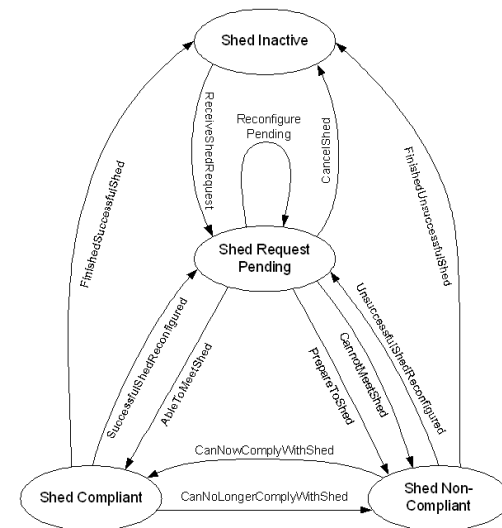 Shed Inactive
ReceiveShedRequest
Reconfigure
Pending
CancelShed
FinishedSuccessfulShed
FinishedUnsuccessfulShed
Shed Request
Pending
SuccessfulShedReconfigured
AbleToMeetShed
PrepareToShed
CannotMeetShed
UnsuccessfulShedReconfigured
CanNowComplyWithShed
Shed Compliant
CanNoLongerComplyWithShed
Shed Non-
Compliant